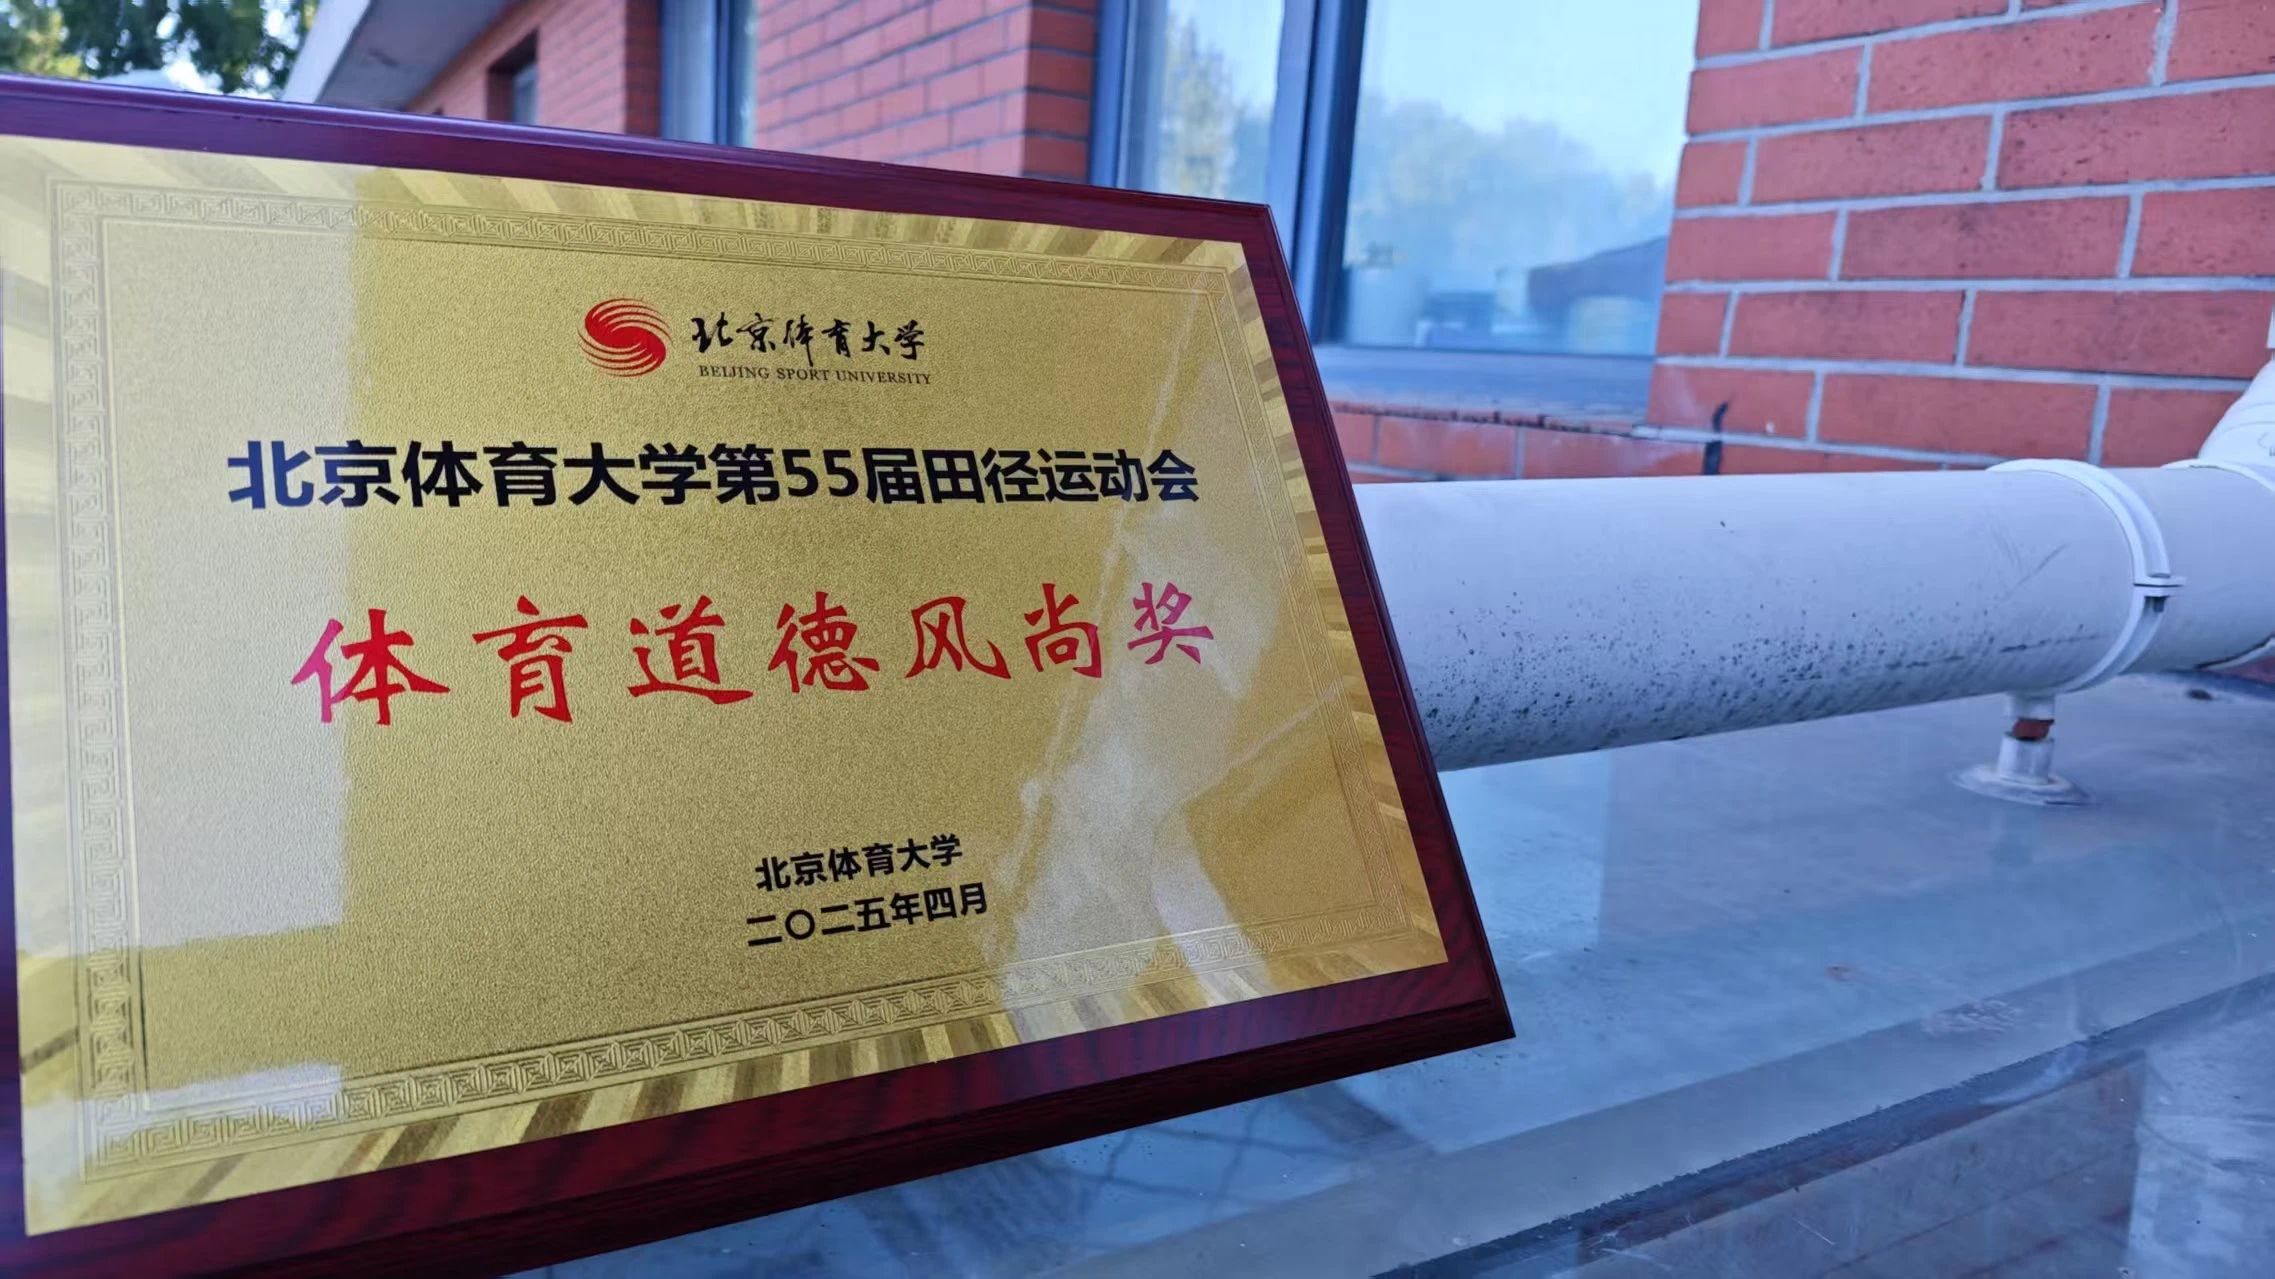 北京体育大学
BEIJING SPORT UNIVERSITY
北京体育大学第55届田径运动会
体育道德风尚奖
北京体育大学
二〇二五年四月